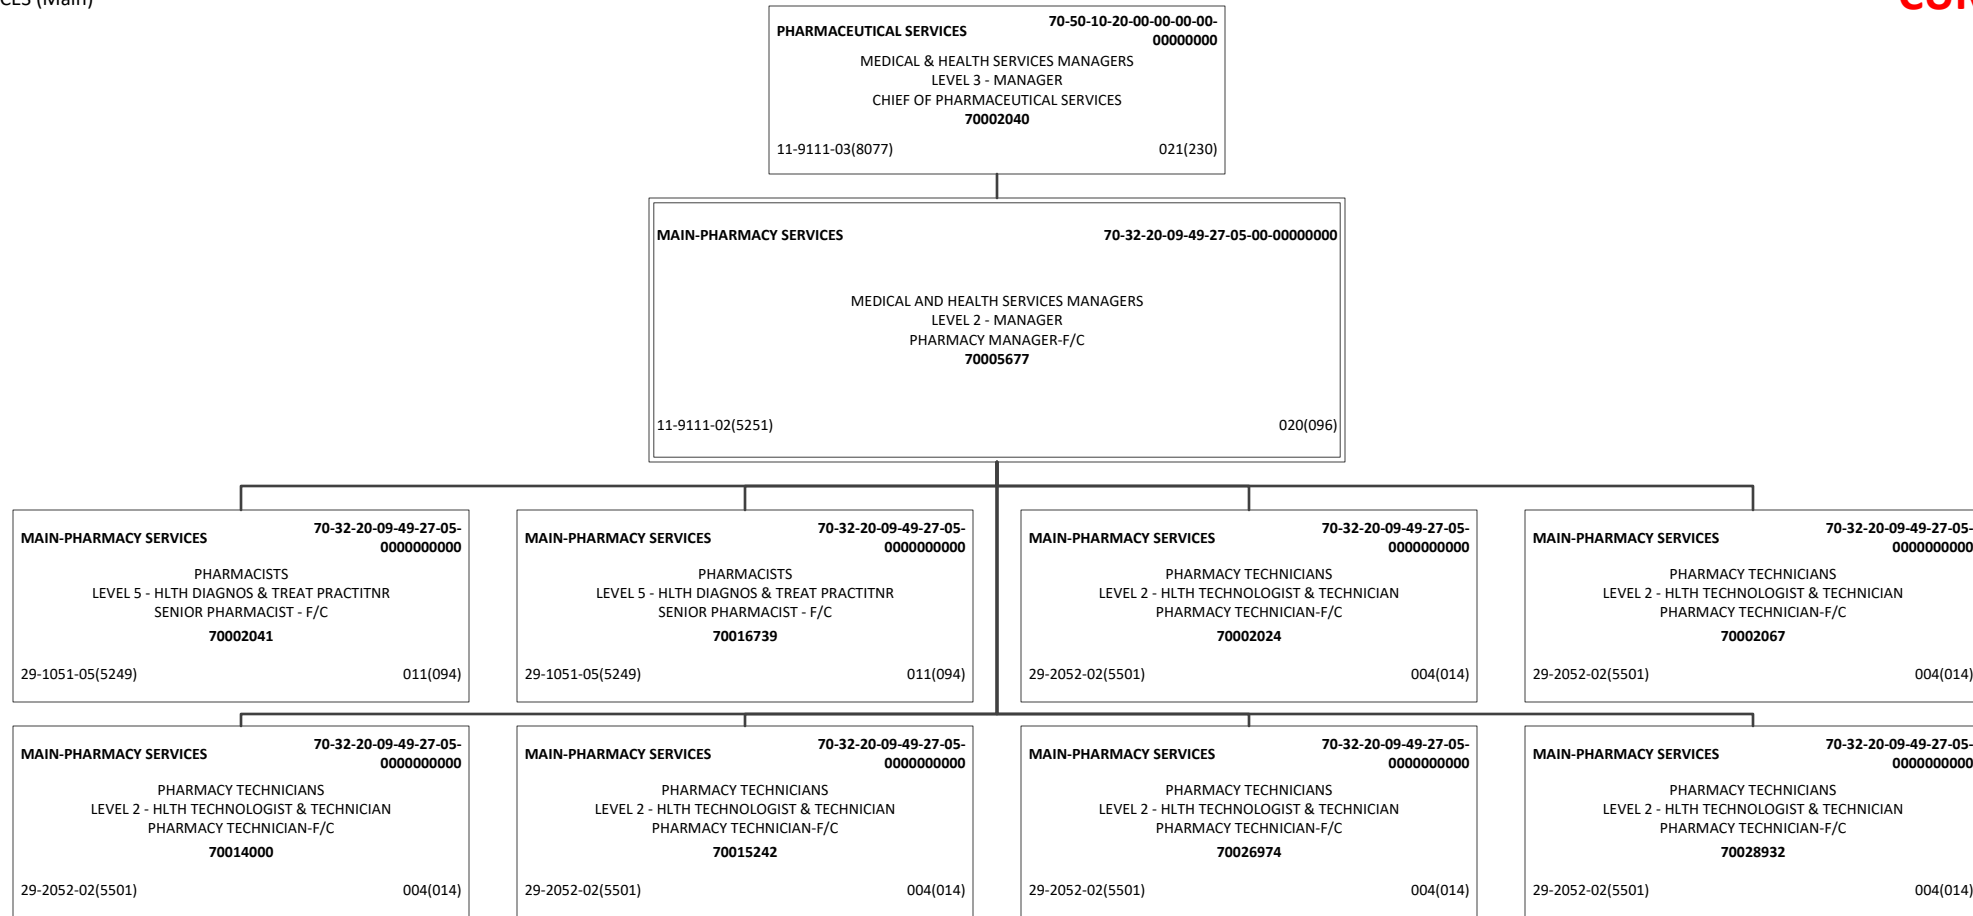 CES (Main)
PHARMACEUTICAL SERVICES
70-50-10-20-00-00-00-00-
00000000
MEDICAL & HEALTH SERVICES MANAGERS
LEVEL 3 - MANAGER
CHIEF OF PHARMACEUTICAL SERVICES
70002040
11-9111-03(8077)
021(230)
MAIN-PHARMACY SERVICES
70-32-20-09-49-27-05-00-00000000
MEDICAL AND HEALTH SERVICES MANAGERS
LEVEL 2 - MANAGER
PHARMACY MANAGER-F/C
70005677
11-9111-02(5251)
020(096)
MAIN-PHARMACY SERVICES
70-32-20-09-49-27-05-
0000000000
PHARMACISTS
LEVEL 5 - HLTH DIAGNOS & TREAT PRACTITNR
SENIOR PHARMACIST - F/C
70002041
29-1051-05(5249)
011(094)
MAIN-PHARMACY SERVICES
70-32-20-09-49-27-05-
0000000000
PHARMACISTS
LEVEL 5 - HLTH DIAGNOS & TREAT PRACTITNR
SENIOR PHARMACIST - F/C
70016739
29-1051-05(5249)
011(094)
MAIN-PHARMACY SERVICES
70-32-20-09-49-27-05-
0000000000
PHARMACY TECHNICIANS
LEVEL 2 - HLTH TECHNOLOGIST & TECHNICIAN
PHARMACY TECHNICIAN-F/C
70002024
29-2052-02(5501)
004(014)
MAIN-PHARMACY SERVICES
70-32-20-09-49-27-05-
0000000000
PHARMACY TECHNICIANS
LEVEL 2 - HLTH TECHNOLOGIST & TECHNICIAN
PHARMACY TECHNICIAN-F/C
70002067
29-2052-02(5501)
004(014)
MAIN-PHARMACY SERVICES
70-32-20-09-49-27-05-
0000000000
PHARMACY TECHNICIANS
LEVEL 2 - HLTH TECHNOLOGIST & TECHNICIAN
PHARMACY TECHNICIAN-F/C
70014000
29-2052-02(5501)
004(014)
MAIN-PHARMACY SERVICES
70-32-20-09-49-27-05-
0000000000
PHARMACY TECHNICIANS
LEVEL 2 - HLTH TECHNOLOGIST & TECHNICIAN
PHARMACY TECHNICIAN-F/C
70015242
29-2052-02(5501)
004(014)
MAIN-PHARMACY SERVICES
70-32-20-09-49-27-05-
0000000000
PHARMACY TECHNICIANS
LEVEL 2 - HLTH TECHNOLOGIST & TECHNICIAN
PHARMACY TECHNICIAN-F/C
70026974
29-2052-02(5501)
004(014)
MAIN-PHARMACY SERVICES
70-32-20-09-49-27-05-
0000000000
PHARMACY TECHNICIANS
LEVEL 2 - HLTH TECHNOLOGIST & TECHNICIAN
PHARMACY TECHNICIAN-F/C
70028932
29-2052-02(5501)
004(014)